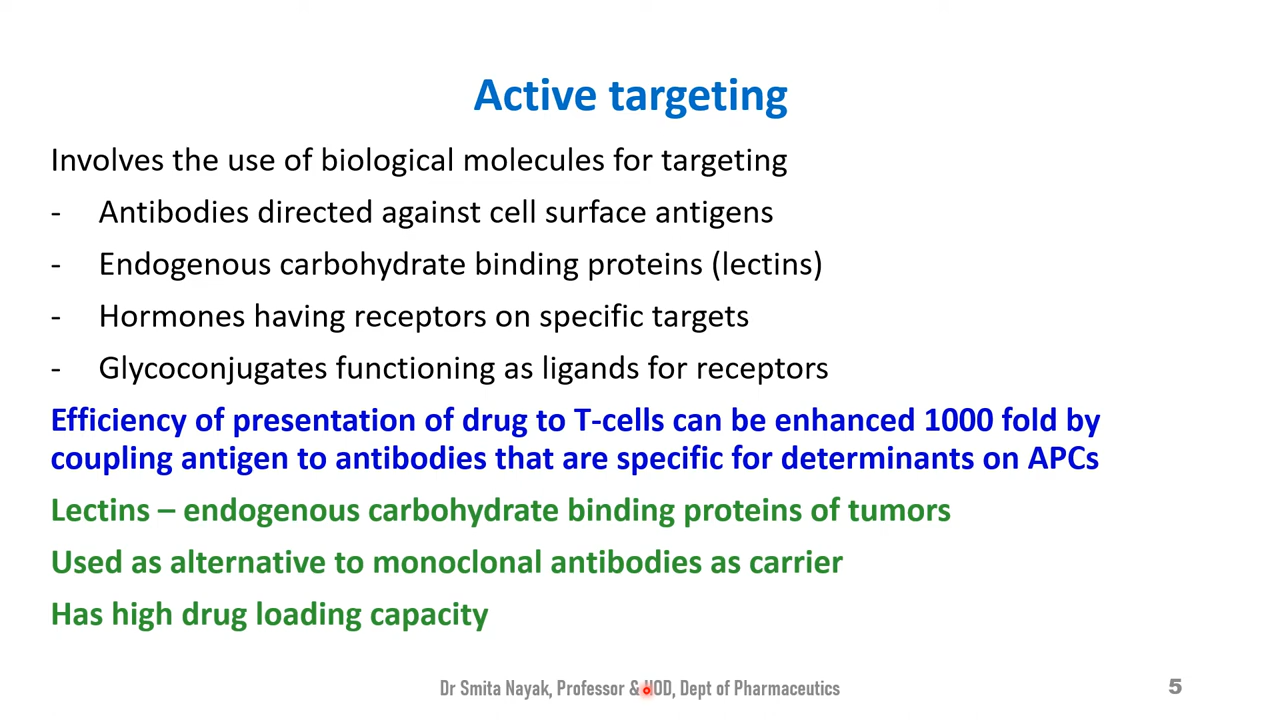 Active targeting
Involves the use of biological molecules for targeting
- Antibodies directed against cell surface antigens
- Endogenous carbohydrate binding proteins (lectins)
- Hormones having receptors on specific targets
- Glycoconjugates functioning as ligands for receptors
Efficiency of presentation of drug to T-cells can be enhanced 1000 fold by
coupling antigen to antibodies that are specific for determinants on APCs
Lectins – endogenous carbohydrate binding proteins of tumors
Used as alternative to monoclonal antibodies as carrier
Has high drug loading capacity
Dr Smita Nayak, Professor & HOD, Dept of Pharmaceutics
5